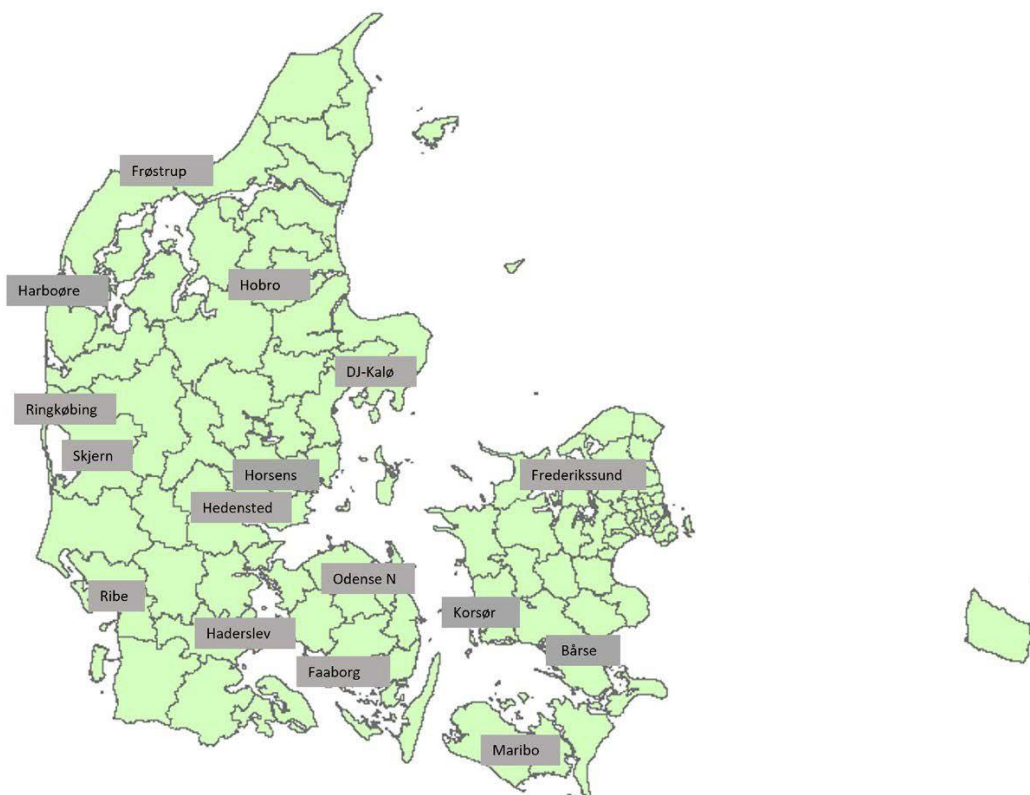 Frøstrup
Harboøre
Hobro
DJ-Kalø
Ringkøbing
Skjern
Horsens
Frederikssund
Hedensted
Odense N
Ribe
Korsør
Haderslev
Bårse
Faaborg
Maribo